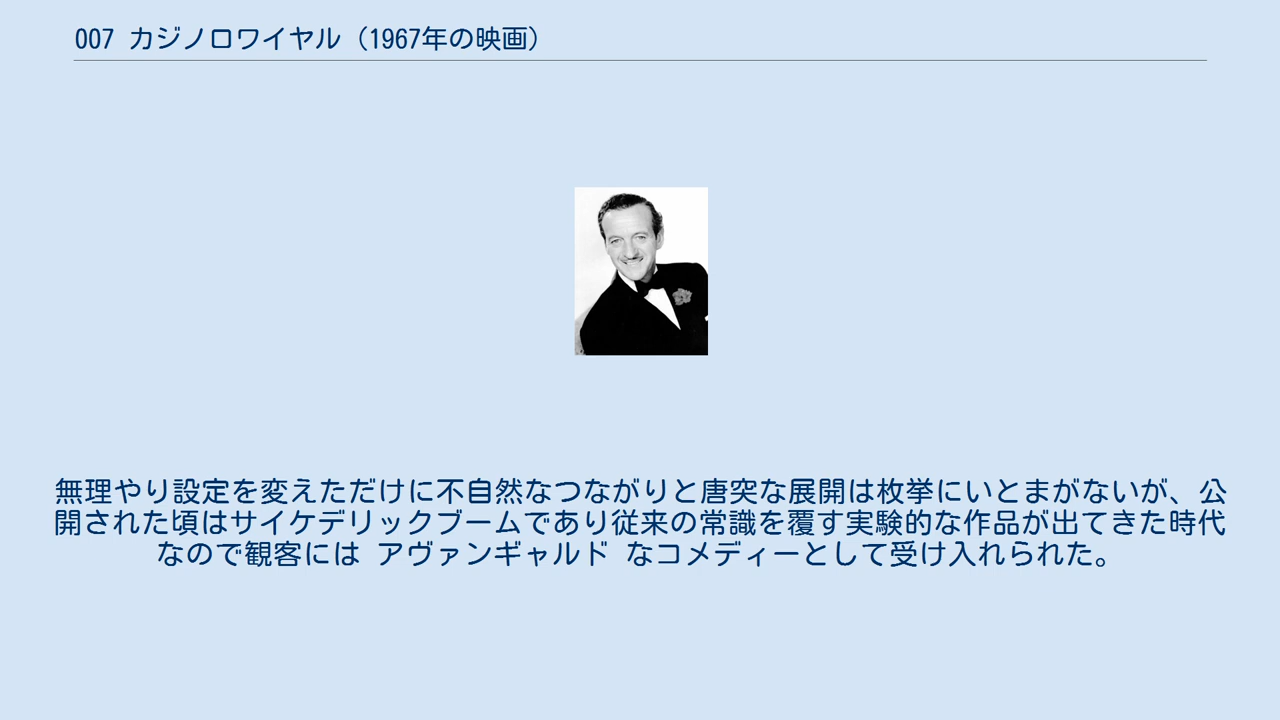 007 カジノロワイヤル（1967年の映画）
無理やり設定を変えただけに不自然なつながりと唐突な展開は枚挙にいとまがないが、公
開された頃はサイケデリックブームであり従来の常識を覆す実験的な作品が出てきた時代
なので観客には アヴァンギャルド なコメディーとして受け入れられた。